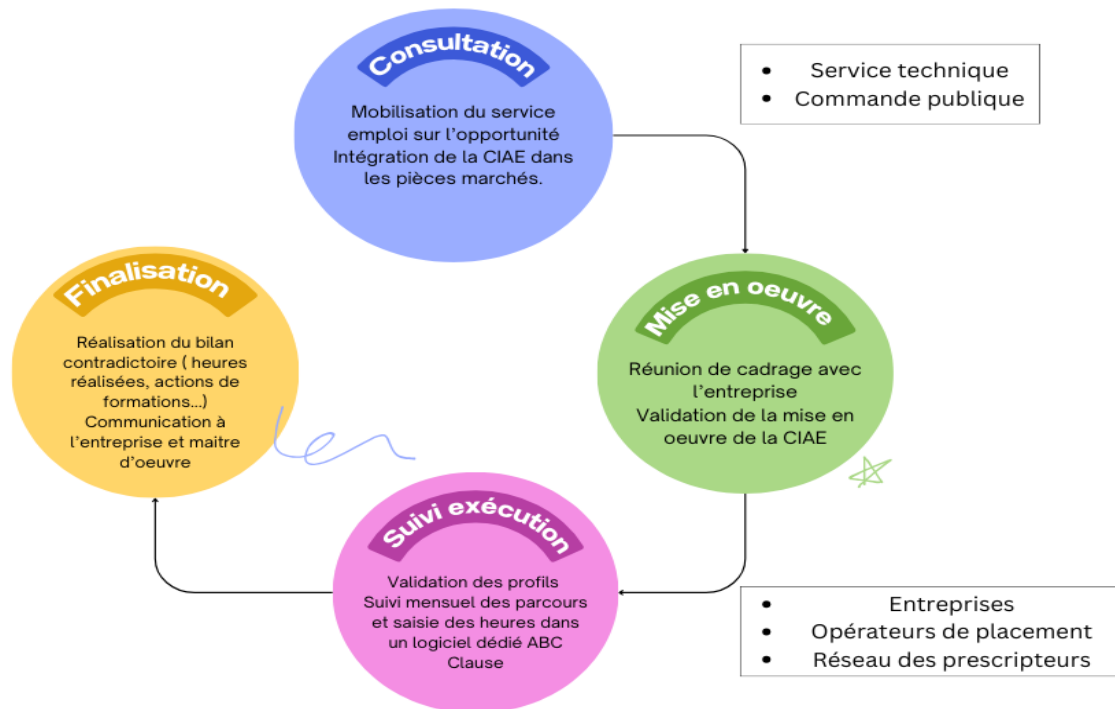 Consultation
Mobilisation du service
emploi sur l'opportunité
Intégration de la CIAE dans
les pièces marchés.
• Service technique
• Commande publique
Mise en oeuvre
Réunion de cadrage avec
l'entreprise
Validation de la mise en
oeuvre de la CIAE
Suivi exécution
Validation des profils
Suivi mensuel des parcours
et saisie des heures dans
un logiciel dédié ABC
Clause
• Entreprises
• Opérateurs de placement
• Réseau des prescripteurs
Finalisation
Réalisation du bilan
contradictoire ( heures
réalisées, actions de
formations...)
Communication à
l'entreprise et maitre
d'oeuvre